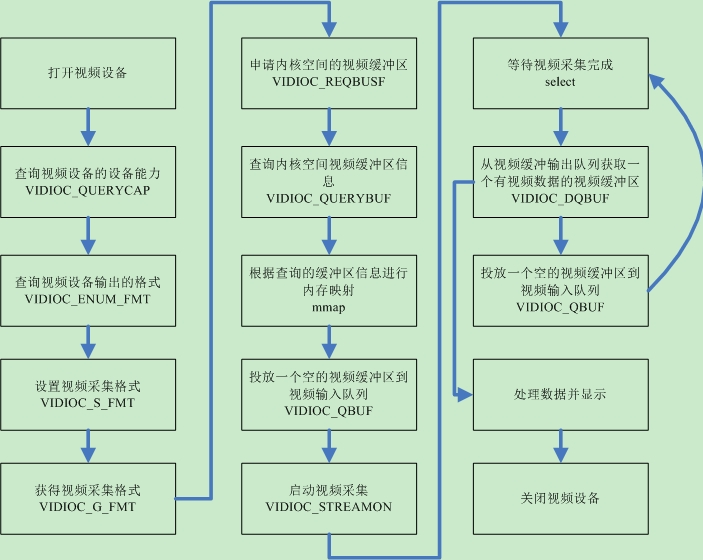 打开视频设备
查询视频设备的设备能力
VIDIOC_QUERYCAP
查询视频设备输出的格式
VIDIOC_ENUM_FMT
设置视频采集格式
VIDIOC_S_FMT
获得视频采集格式
VIDIOC_G_FMT
申请内核空间的视频缓冲区
VIDIOC_REQBUSF
查询内核空间视频缓冲区信
息
VIDIOC_QUERYBUF
根据查询的缓冲区信息进行
内存映射
mmap
投放一个空的视频缓冲区到
视频输入队列
VIDIOC_QBUF
启动视频采集
VIDIOC_STREAMON
等待视频采集完成
select
从视频缓冲输出队列获取一
个有视频数据的视频缓冲区
VIDIOC_DQBUF
投放一个空的视频缓冲区到
视频输入队列
VIDIOC_QBUF
处理数据并显示
关闭视频设备